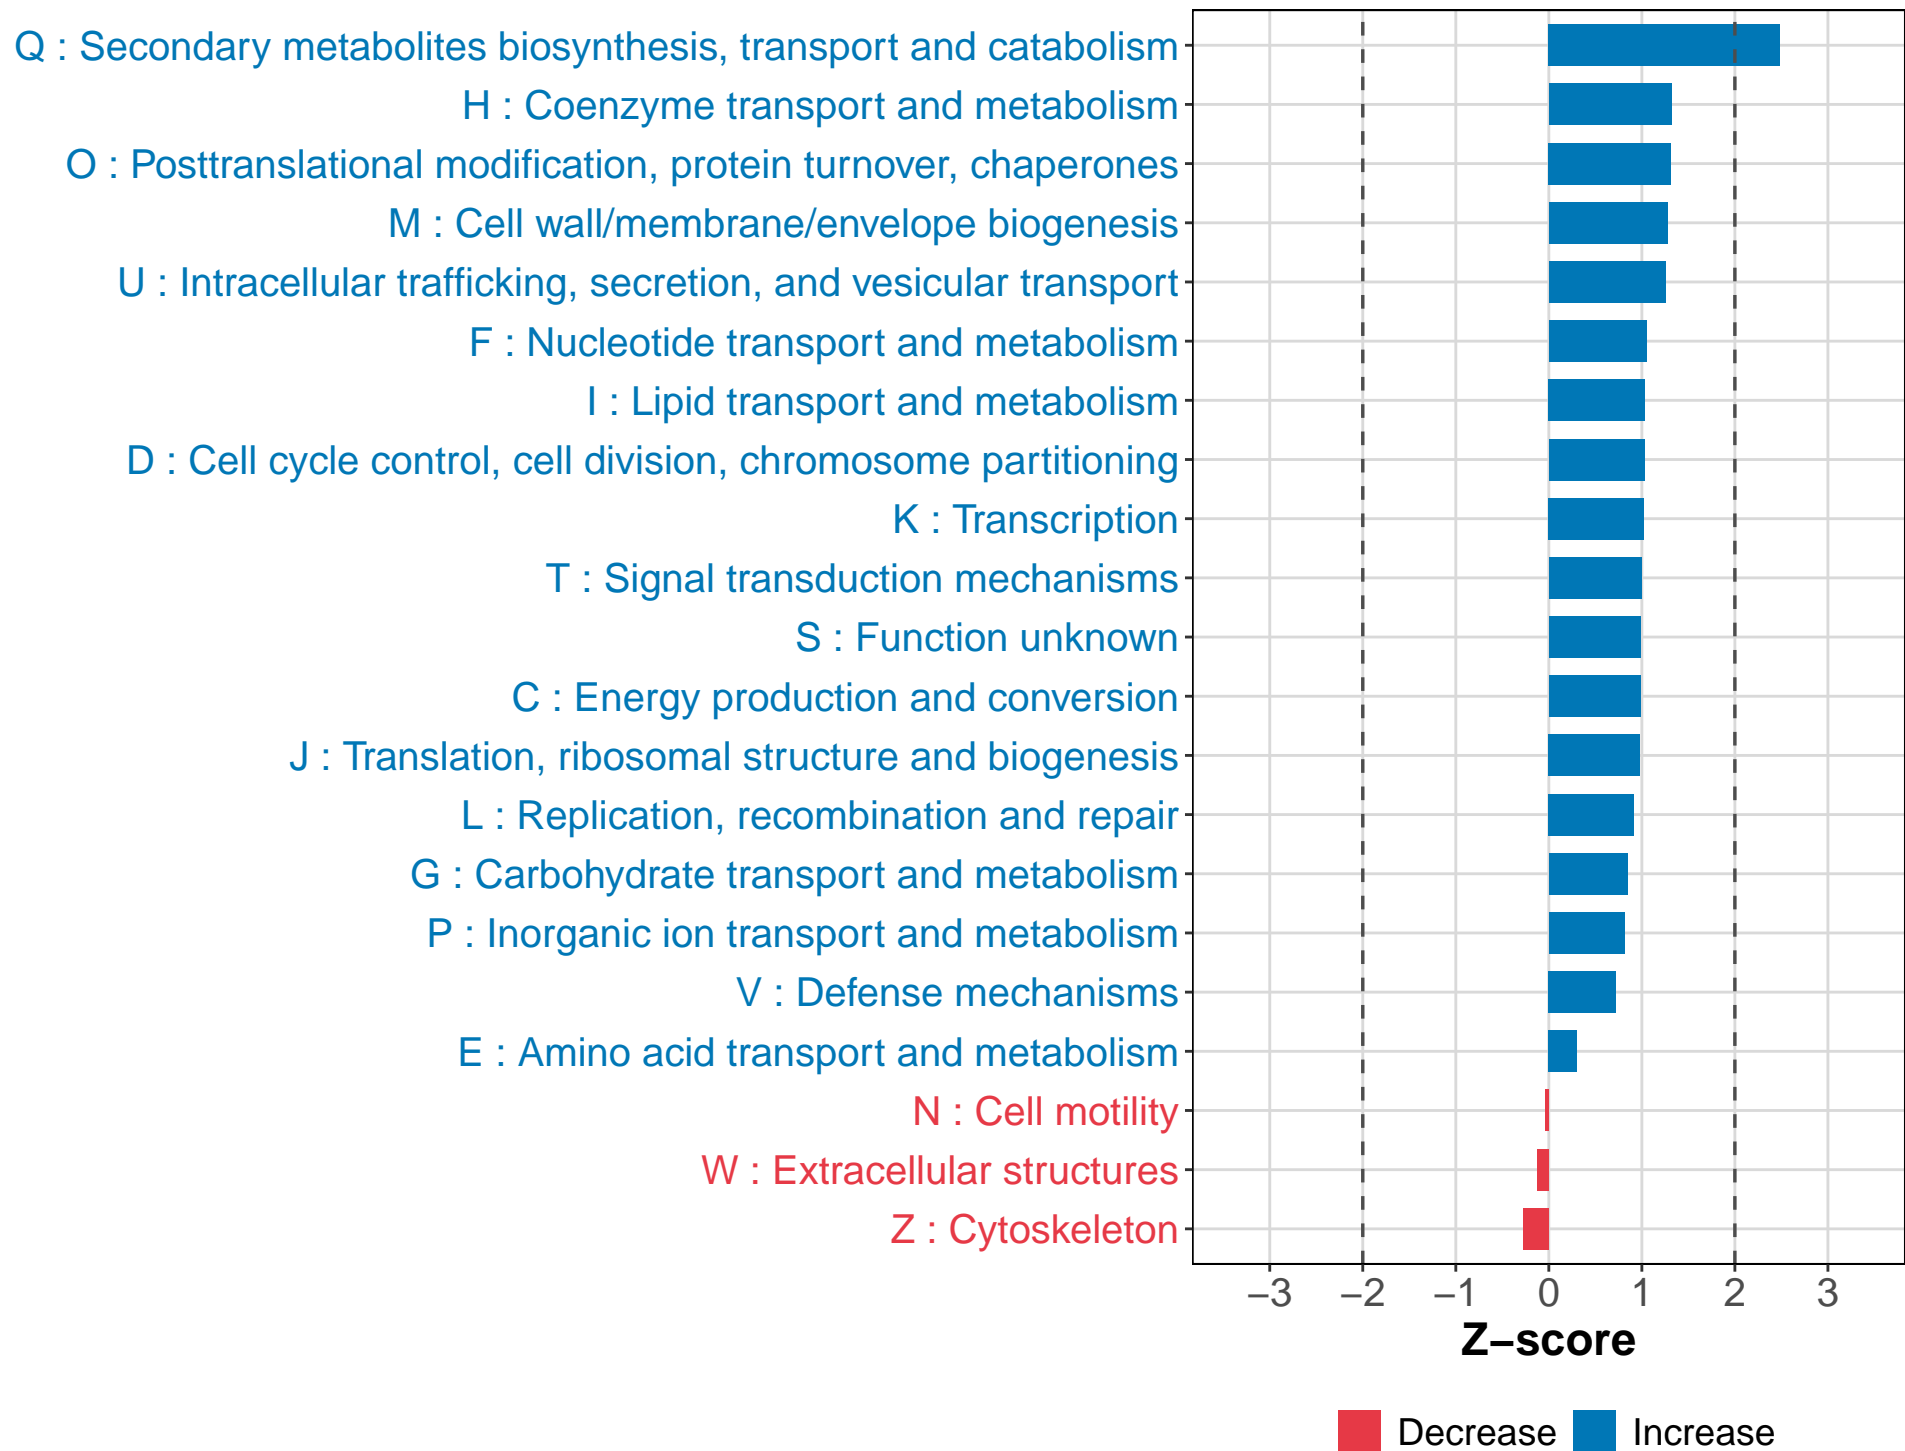 Q : Secondary metabolites biosynthesis, transport and catabolism
H : Coenzyme transport and metabolism
O : Posttranslational modification, protein turnover, chaperones
M : Cell wall/membrane/envelope biogenesis
U : Intracellular trafficking, secretion, and vesicular transport
F : Nucleotide transport and metabolism
I : Lipid transport and metabolism
D : Cell cycle control, cell division, chromosome partitioning
K : Transcription
T : Signal transduction mechanisms
S : Function unknown
C : Energy production and conversion
J : Translation, ribosomal structure and biogenesis
L : Replication, recombination and repair
G : Carbohydrate transport and metabolism
P : Inorganic ion transport and metabolism
V : Defense mechanisms
E : Amino acid transport and metabolism
N : Cell motility
W : Extracellular structures
Z : Cytoskeleton
−3 −2 −1 0 1 2 3
Z−score
Decrease Increase